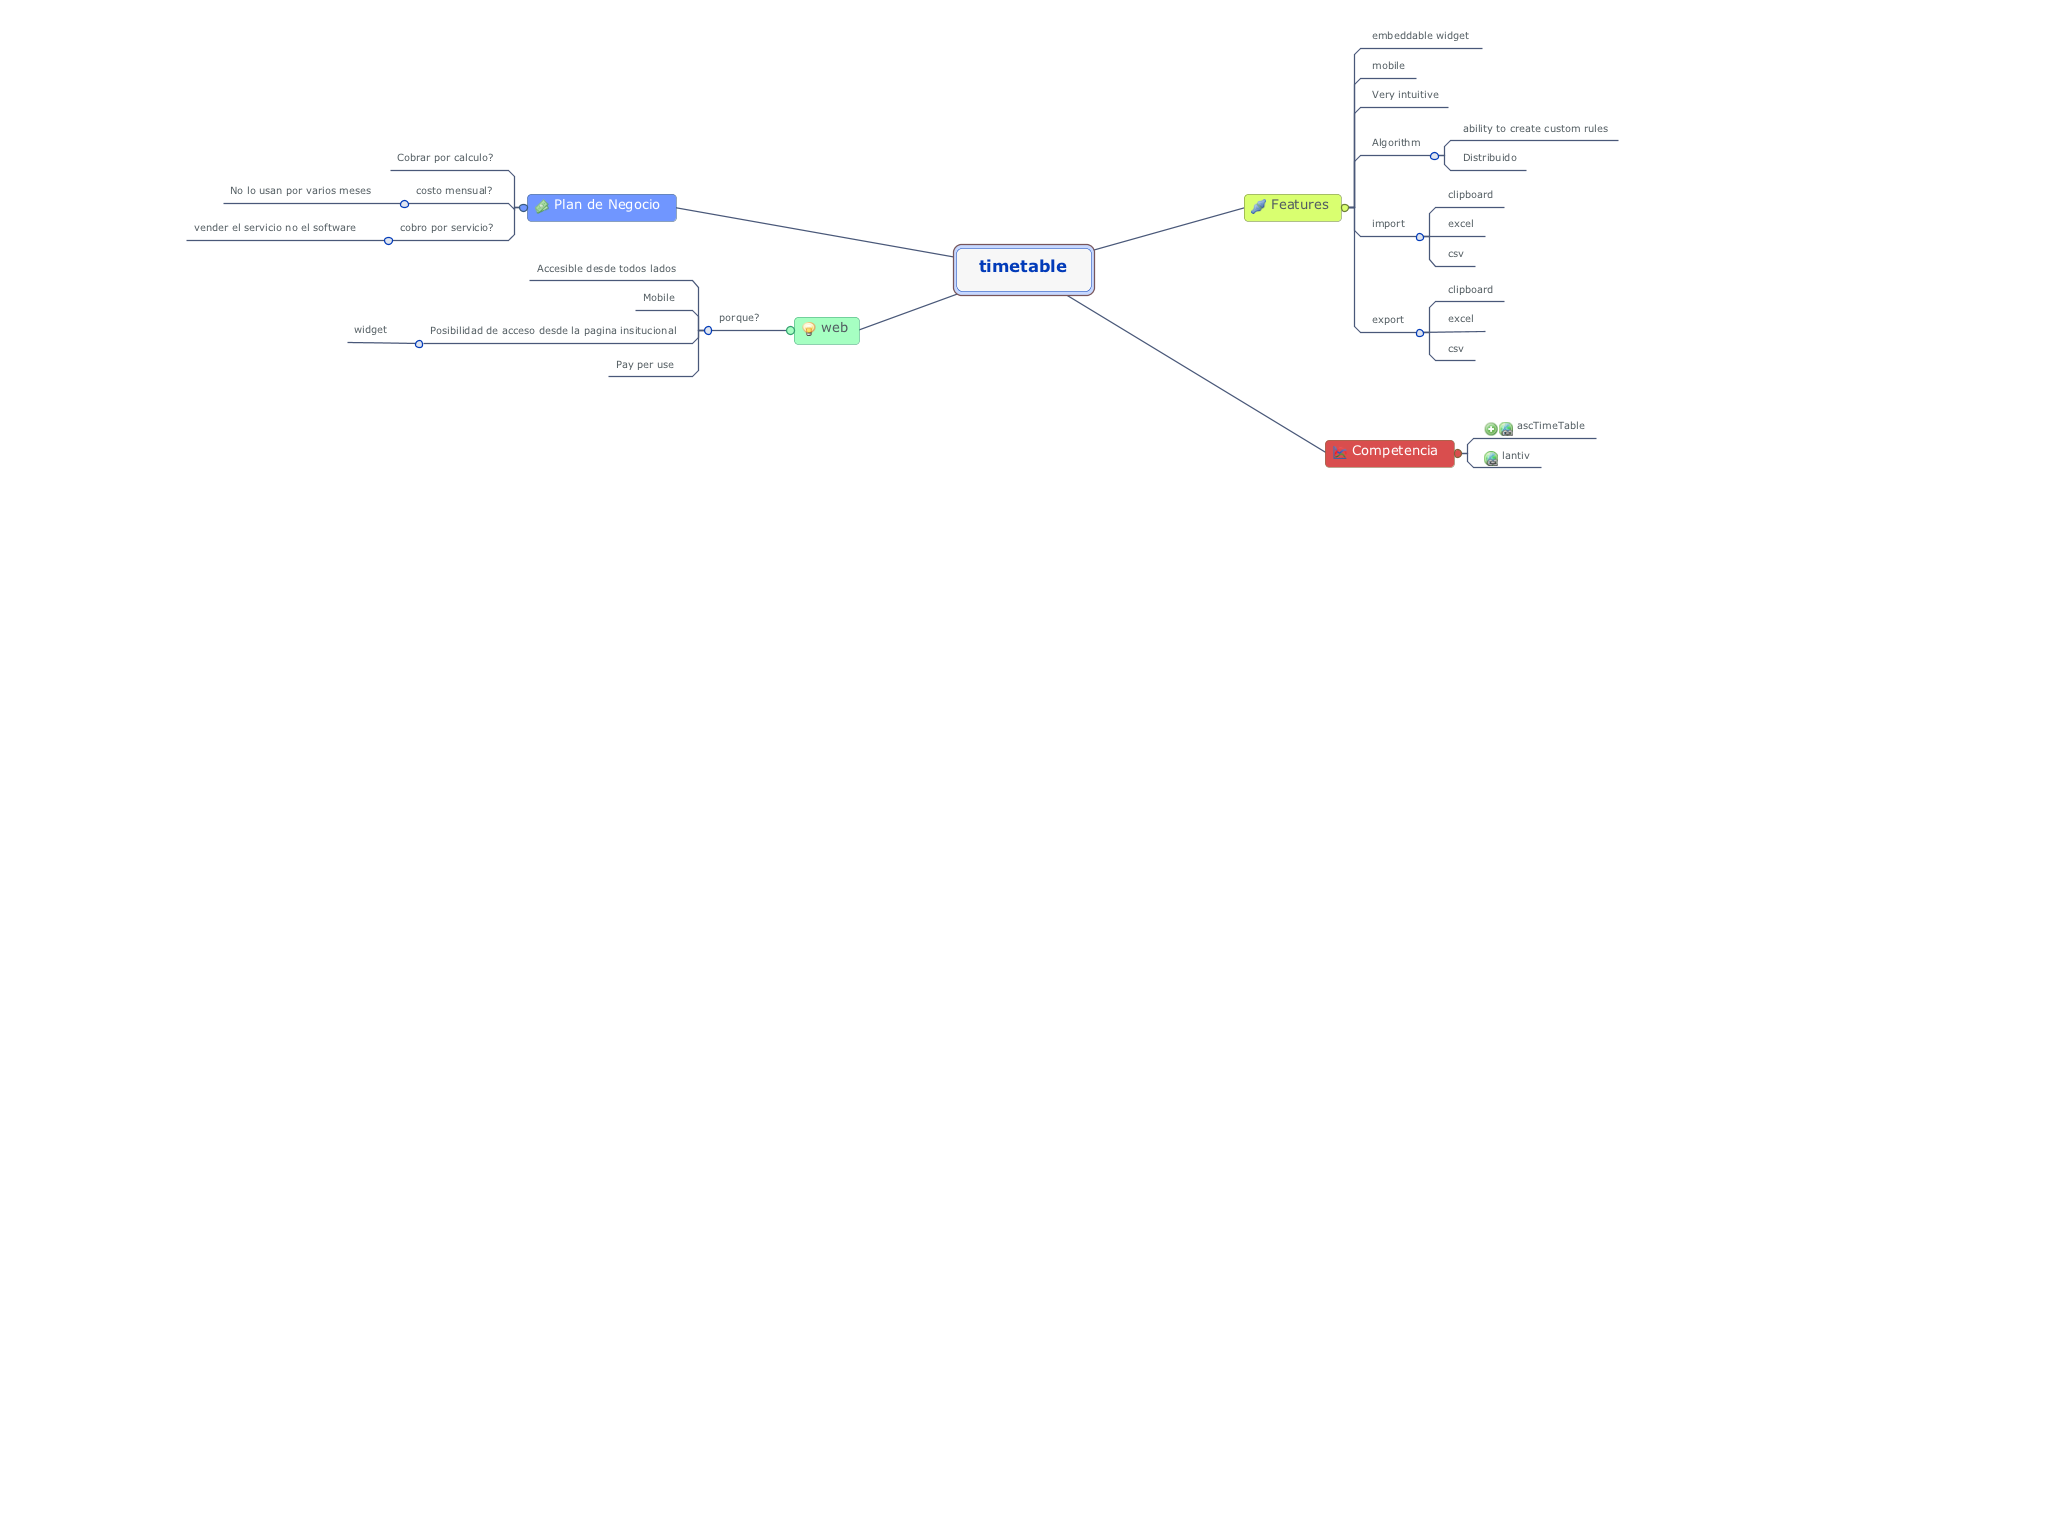 timetable
Plan de Negocio
Cobrar por calculo?
costo mensual?
No lo usan por varios meses
cobro por servicio?
vender el servicio no el software
web
porque?
Accesible desde todos lados
Mobile
Posibilidad de acceso desde la pagina insitucional
widget
Pay per use
Features
embeddable widget
mobile
Very intuitive
Algorithm
ability to create custom rules
Distribuido
import
clipboard
excel
csv
export
clipboard
excel
csv
Competencia
ascTimeTable
lantiv